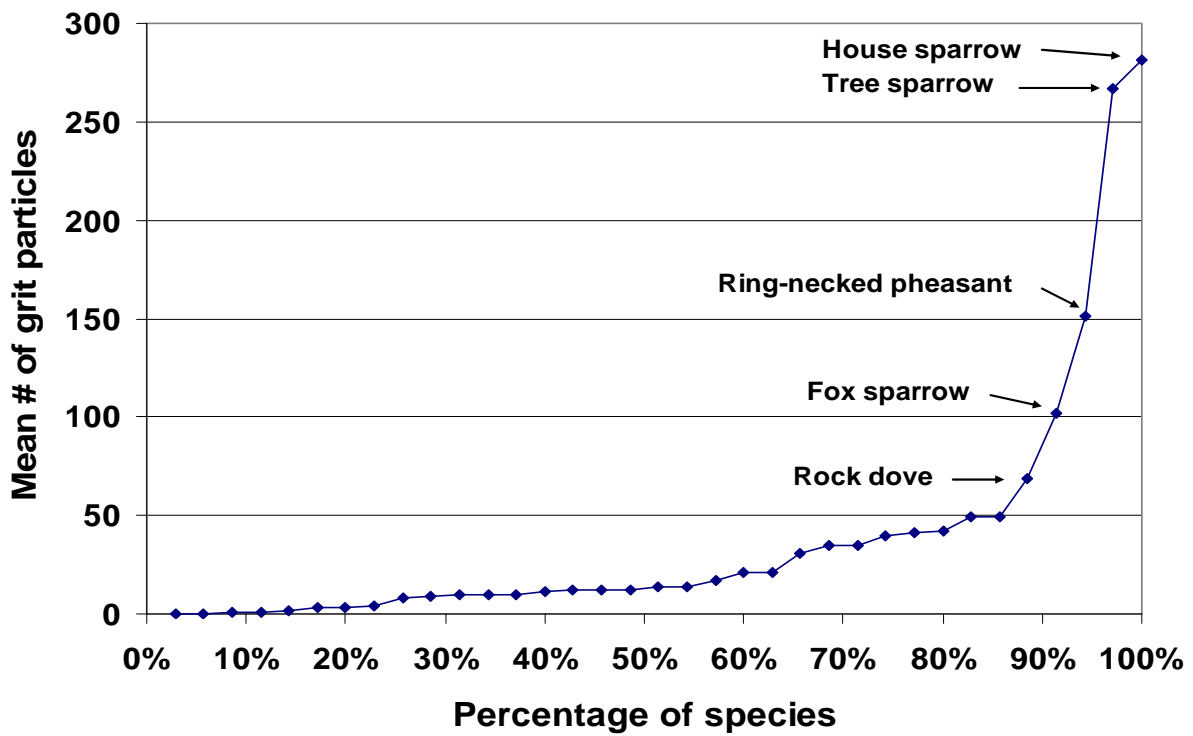 300
250
200
150
100
50
0
Mean # of grit particles
House sparrow
Tree sparrow
Ring-necked pheasant
Fox sparrow
Rock dove
0% 10% 20% 30% 40% 50% 60% 70% 80% 90% 100%
Percentage of species